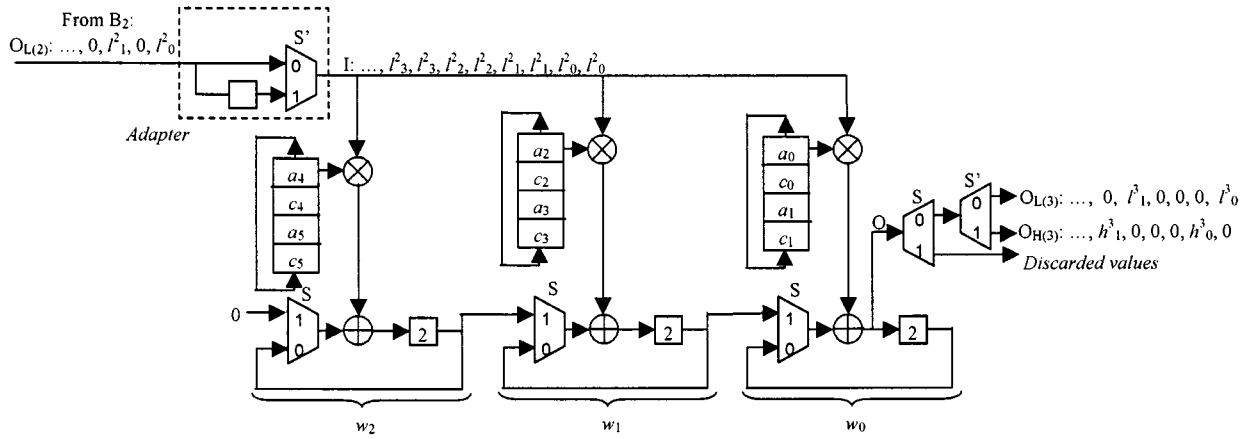 From B₂:
O_L(2): ..., 0, l²₁, 0, l²₀
S'
0
1
Adapter
I: ..., l²₃, l²₃, l²₂, l²₂, l²₁, l²₁, l²₀, l²₀
a₄
c₄
a₅
c₅
a₂
c₂
a₃
c₃
a₀
c₀
a₁
c₁
S
0
1
S'
0
1
O
O_L(3): ..., 0, l³₁, 0, 0, 0, l³₀
O_H(3): ..., h³₁, 0, 0, 0, h³₀, 0
Discarded values
0
S
1
0
2
S
1
0
2
S
1
0
2
w₂
w₁
w₀